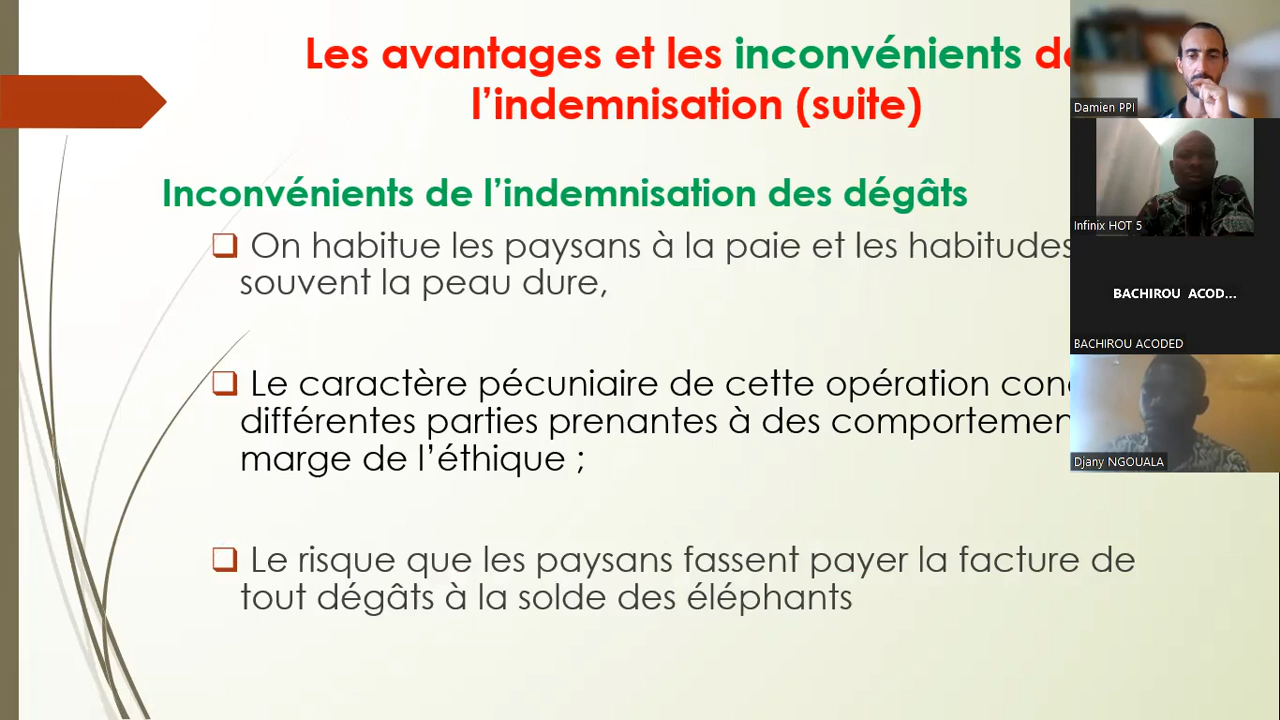 Les avantages et les inconvénients
l'indemnisation (suite)
Inconvénients de l'indemnisation des dégâts
On habitue les paysans à la paie et les habitudes
souvent la peau dure,
Le caractère pécuniaire de cette opération
différentes parties prenantes à des
marge de l'éthique ;
Le risque que les paysans fassent payer la facture de
tout dégâts à la solde des éléphants
Damien PPI
Infinix HOT 5
BACHIROU ACOD...
BACHIROU ACODED
Djany NGOUALA